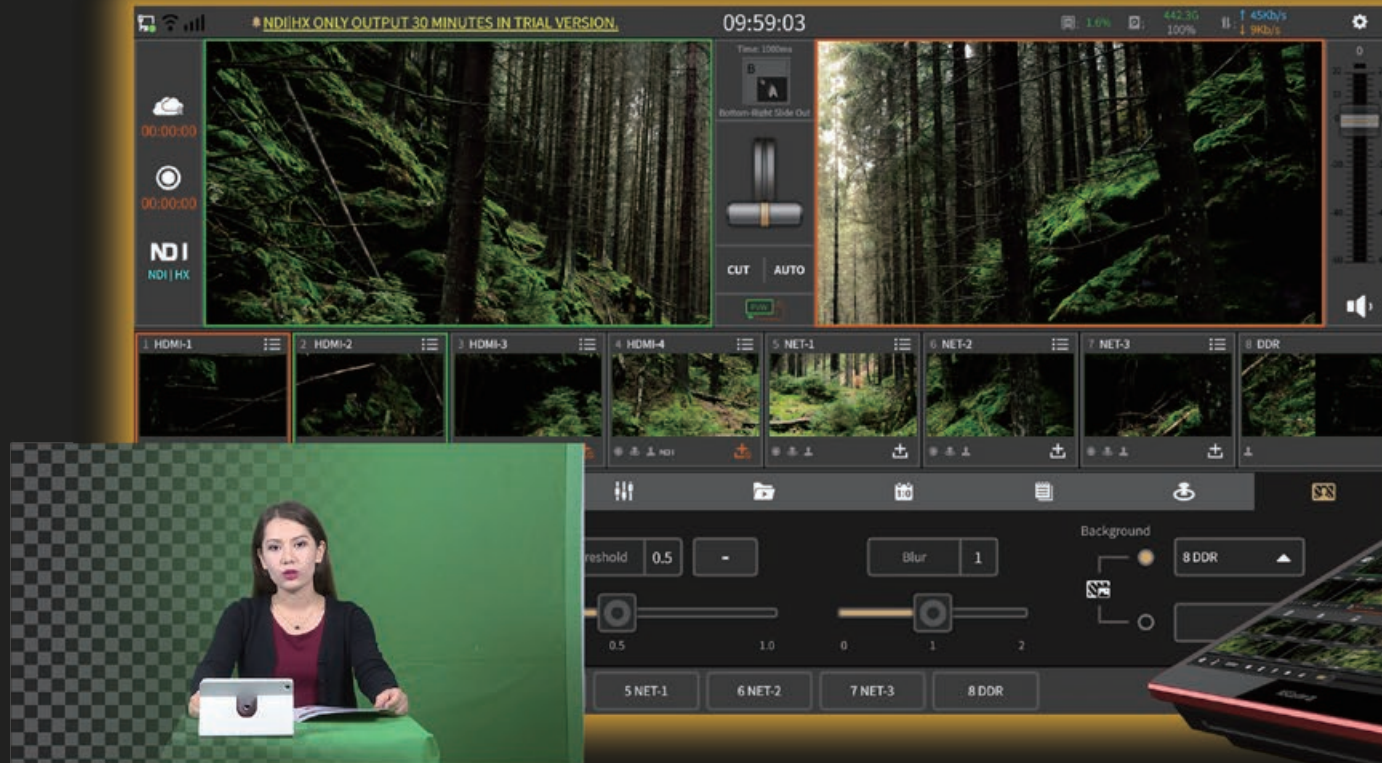 NDI|HX ONLY OUTPUT 30 MINUTES IN TRIAL VERSION.
09:59:03
1.6%
442.3G
100%
45Kb/s
9Kb/s
Time: 1000ms
B
A
Bottom-Right Slide Out
00:00:00
00:00:00
NDI
NDI|HX
CUT
AUTO
PVW
0
1 HDMI-1
2 HDMI-2
3 HDMI-3
4 HDMI-4
5 NET-1
6 NET-2
7 NET-3
8 DDR
NDI
1:0
reshold
0.5
-
Blur
1
Background
8 DDR
0.5
1.0
0
1
2
5 NET-1
6 NET-2
7 NET-3
8 DDR